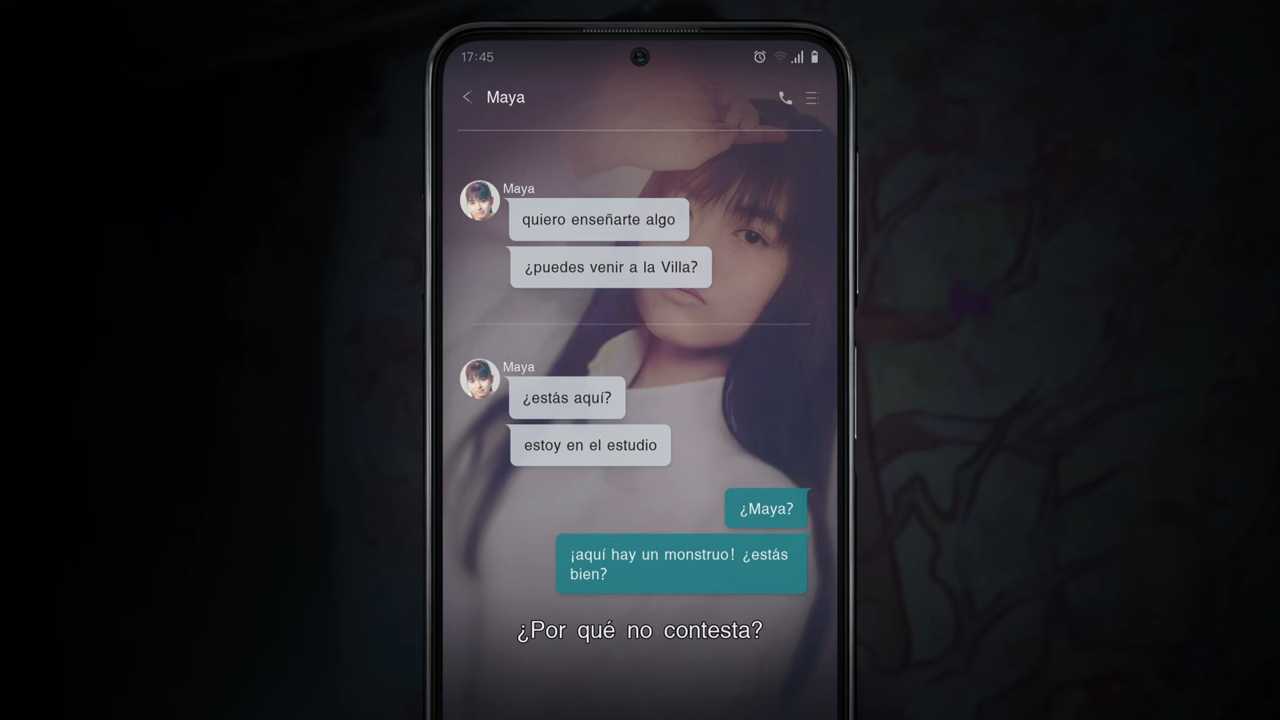 17:45
Maya
Maya
quiero enseñarte algo
¿puedes venir a la Villa?
Maya
¿estás aquí?
estoy en el estudio
¿Maya?
¡aquí hay un monstruo! ¿estás
bien?
¿Por qué no contesta?